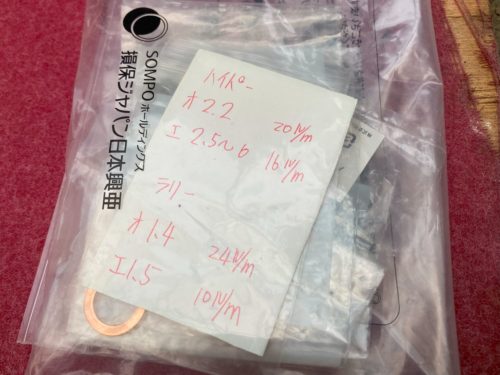 SOMPO ホールディングス
損保ジャパン日本興亜
ハイパー
オ 2.2 20N/m
エ 2.5~6 16N/m
ラリー
オ 1.4 24N/m
エ 1.5 10N/m